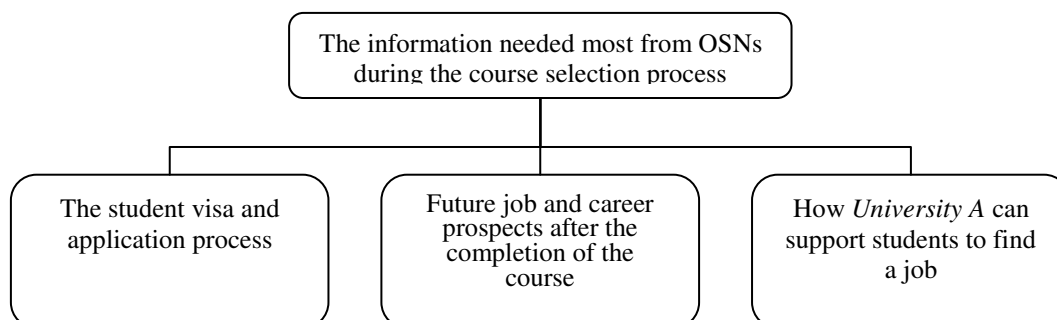 The information needed most from OSNs
during the course selection process
The student visa and
application process
Future job and career
prospects after the
completion of the
course
How University A can
support students to find
a job